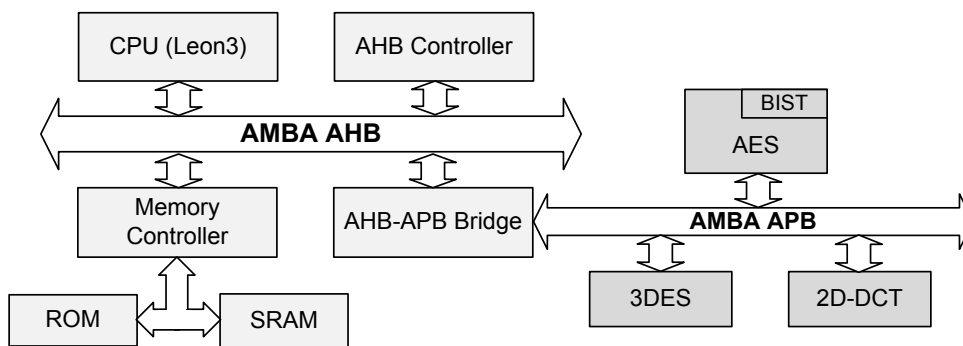 CPU (Leon3)
AHB Controller
AMBA AHB
BIST
AES
Memory
Controller
AHB-APB Bridge
AMBA APB
3DES
2D-DCT
ROM
SRAM